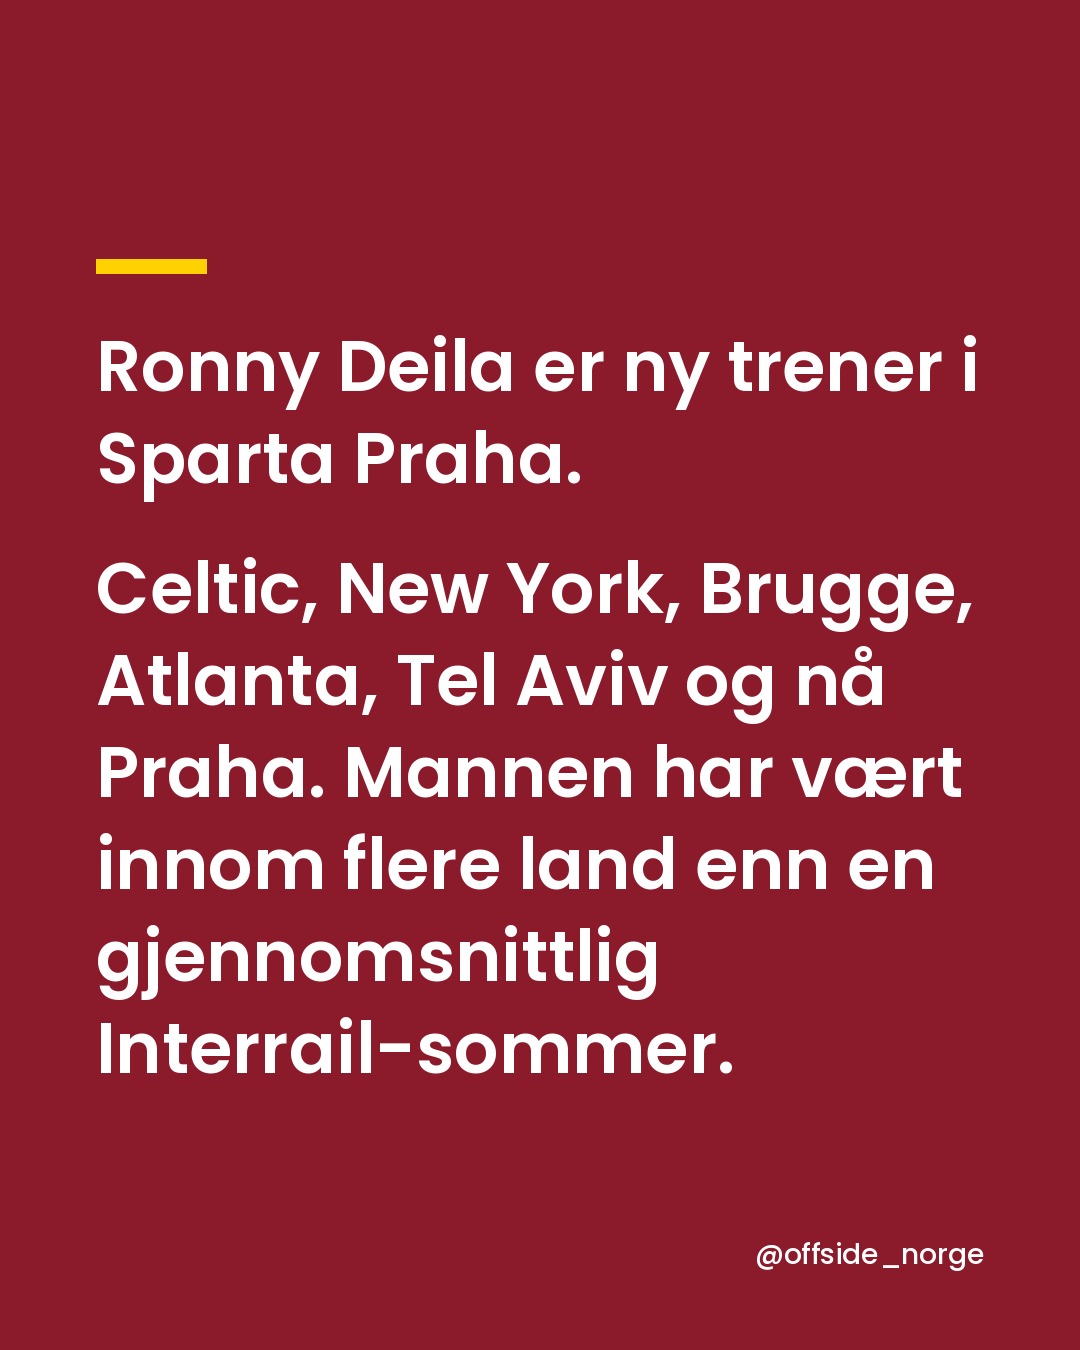 Ronny Deila er ny trener i
Sparta Praha.
Celtic, New York, Brugge,
Atlanta, Tel Aviv og nå
Praha. Mannen har vært
innom flere land enn en
gjennomsnittlig
Interrail-sommer.
@offside_norge